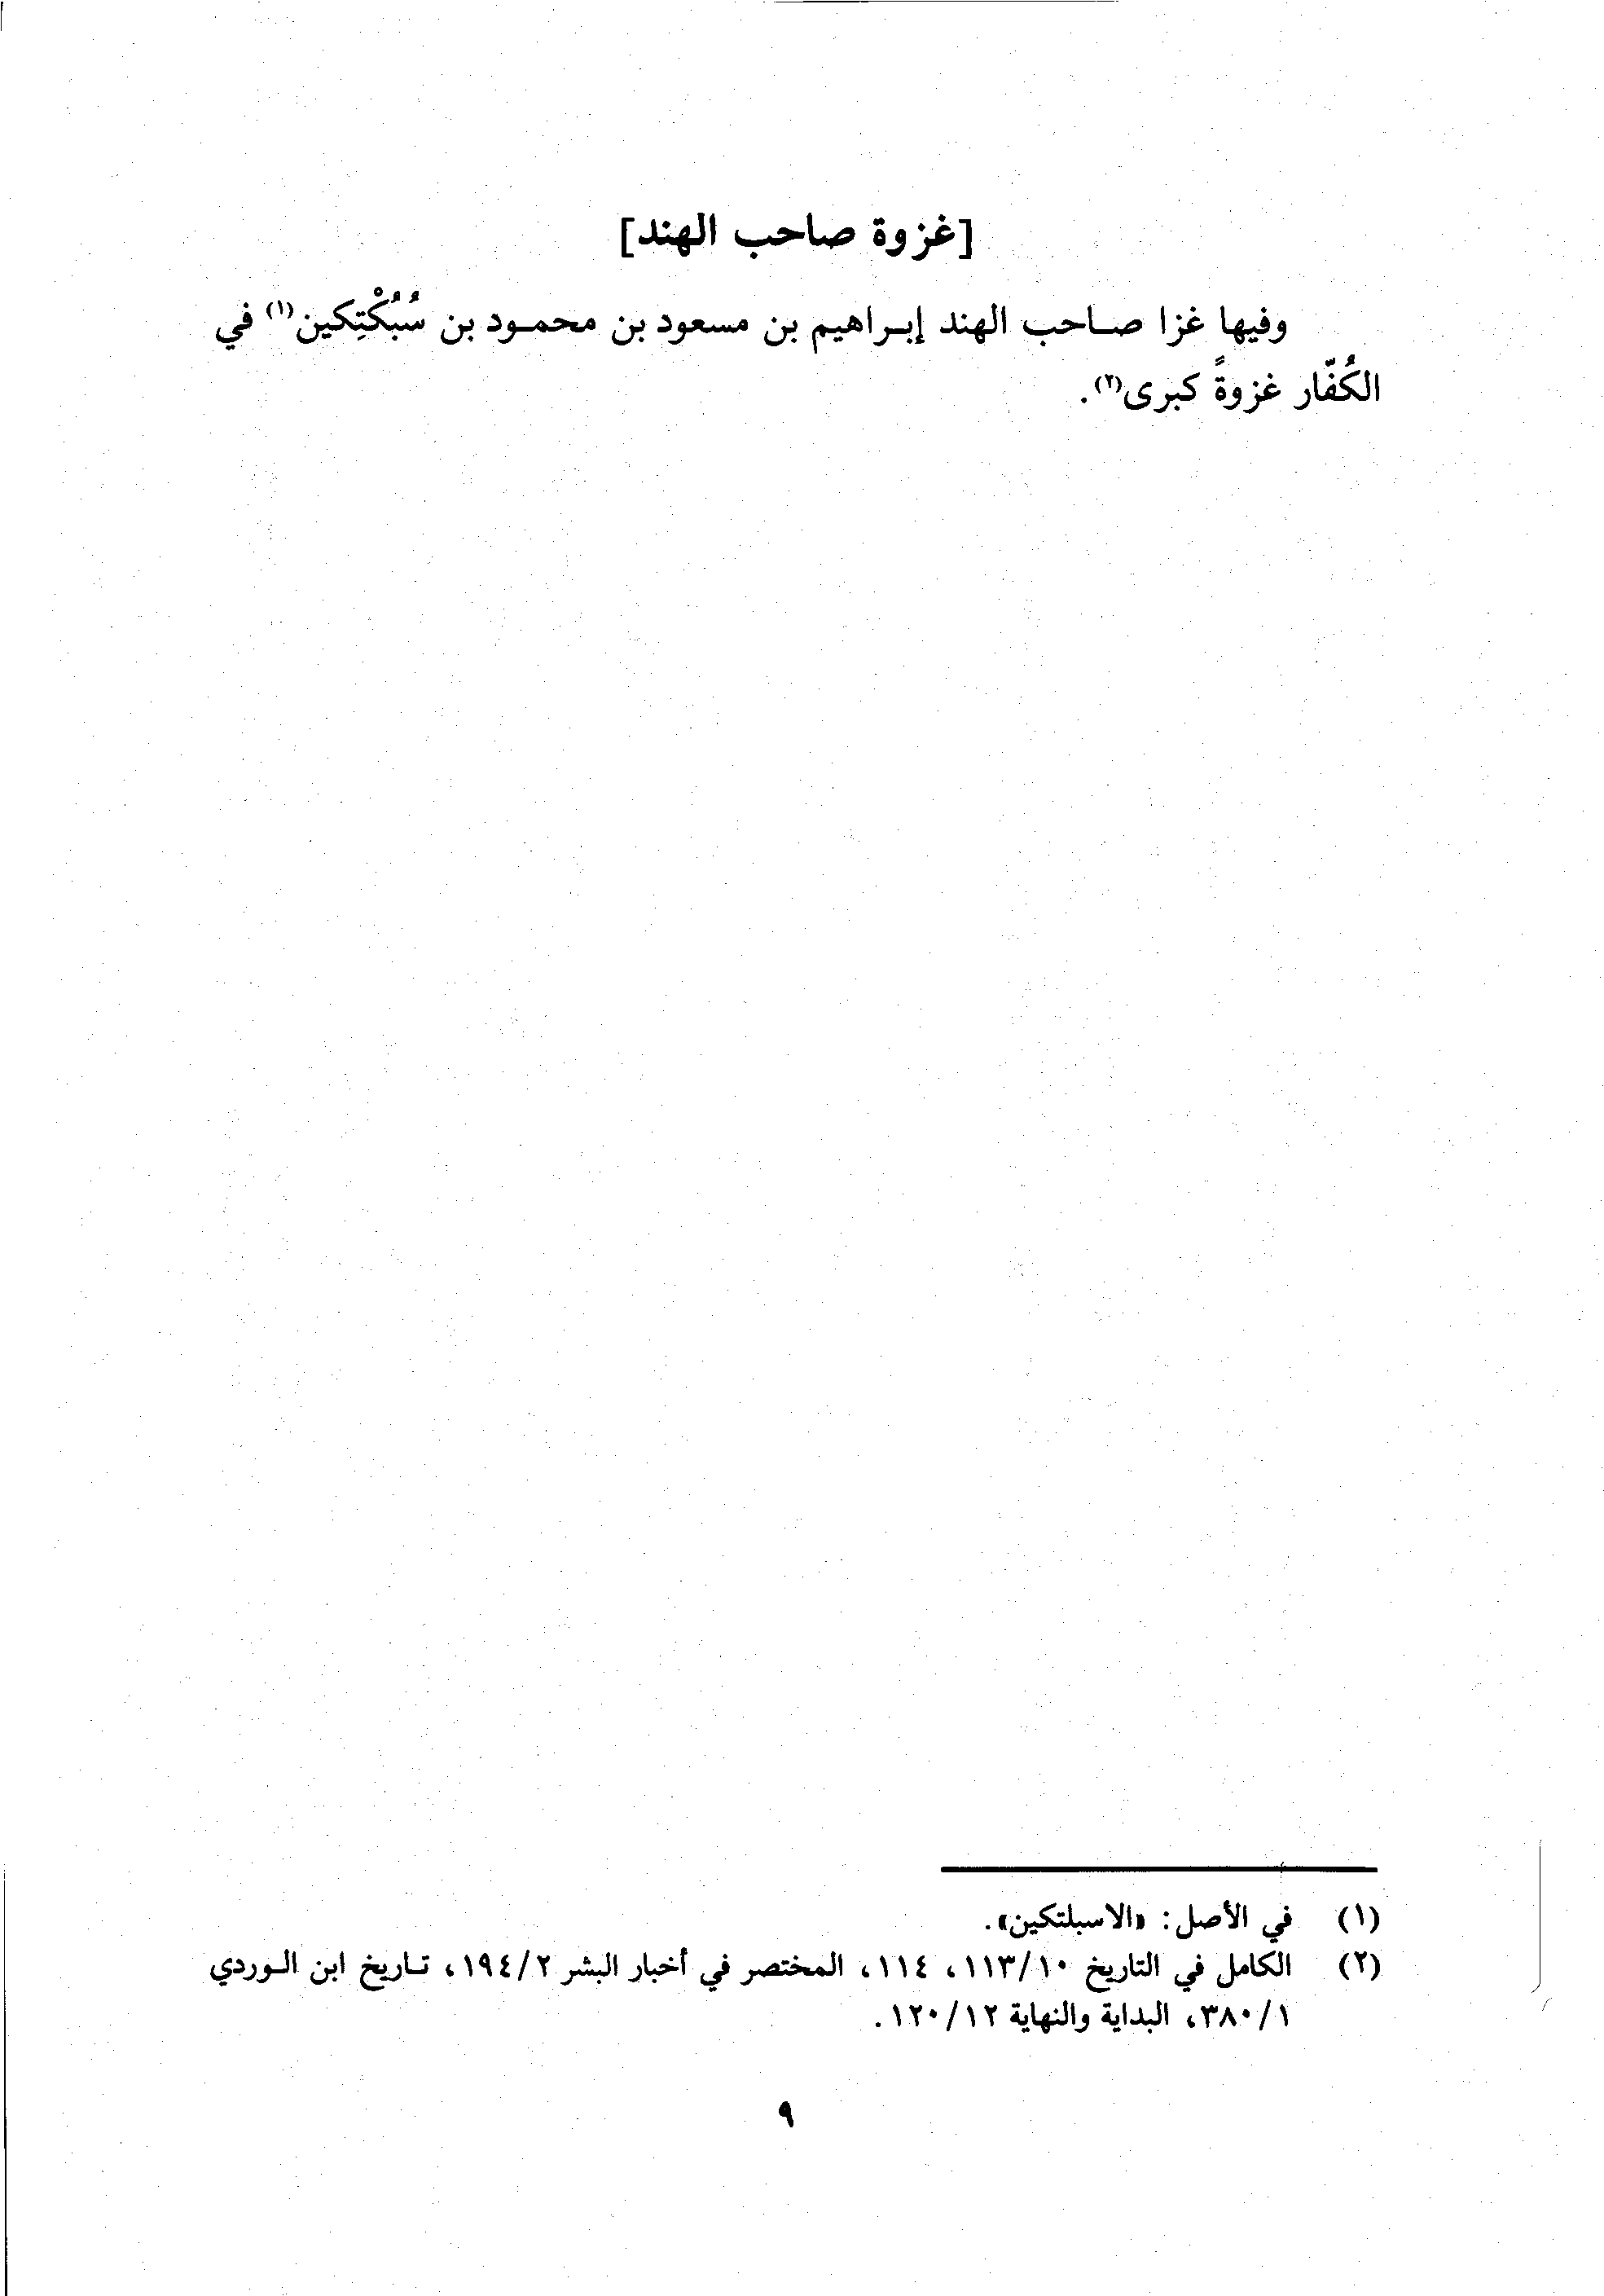 [غزوة صاحب الهند]
وفيها غزا صاحب الهند إبراهيم بن مسعود بن محمود بن سُبُكْتِكين(١) في
الكُفّار غزوةً كبرى(٢).
(١) في الأصل: «الاسبلتكين».
(٢) الكامل في التاريخ ١١٣/١٠، ١١٤، المختصر في أخبار البشر ١٩٤/٢، تاريخ ابن الوردي
٣٨٠/١، البداية والنهاية ١٢٠/١٢.
٩